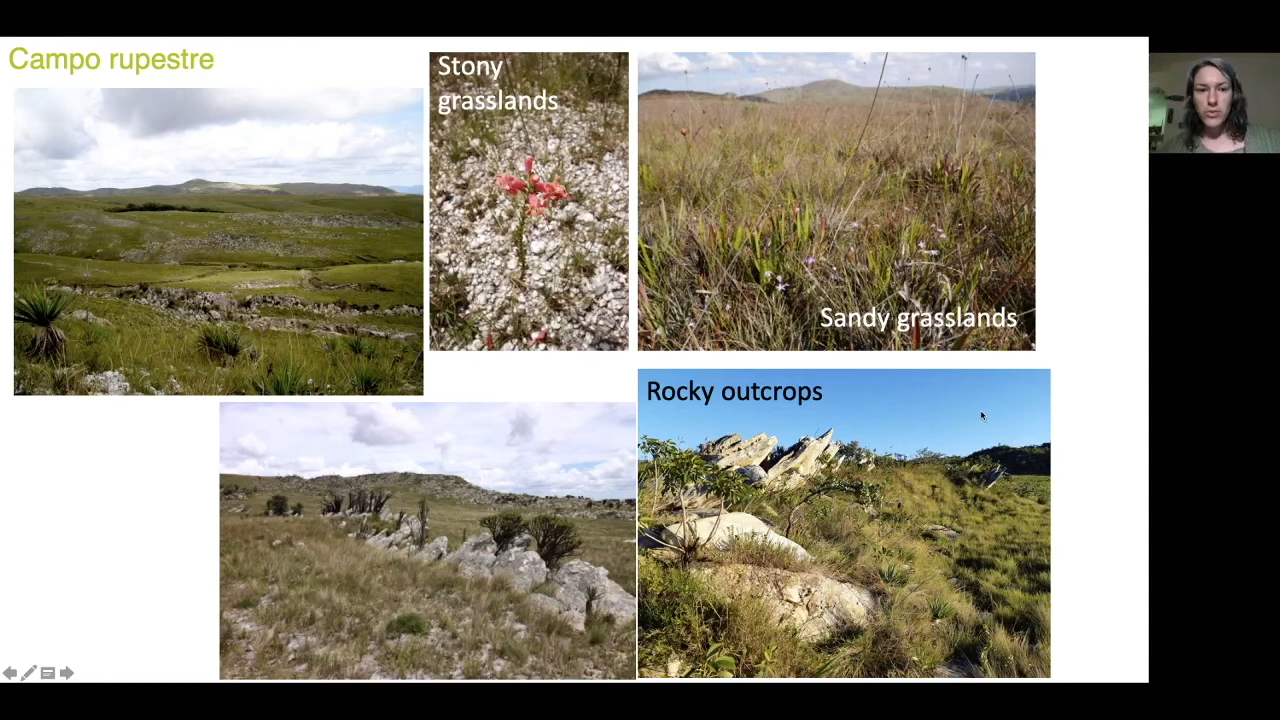 Campo rupestre
Stony
grasslands
Sandy grasslands
Rocky outcrops